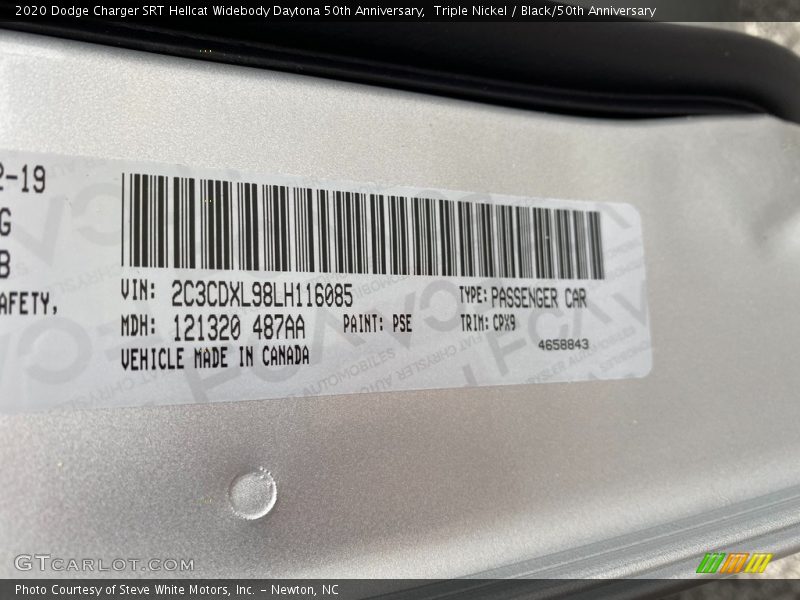 2020 Dodge Charger SRT Hellcat Widebody Daytona 50th Anniversary, Triple Nickel / Black/50th Anniversary
2-19
G
B
AFETY,
VIN: 2C3CDXL98LH116085 TYPE: PASSENGER CAR
MDH: 121320 487AA PAINT: PSE TRIM: CPX9
VEHICLE MADE IN CANADA 4658843
GTCARLOT.COM
Photo Courtesy of Steve White Motors, Inc. – Newton, NC